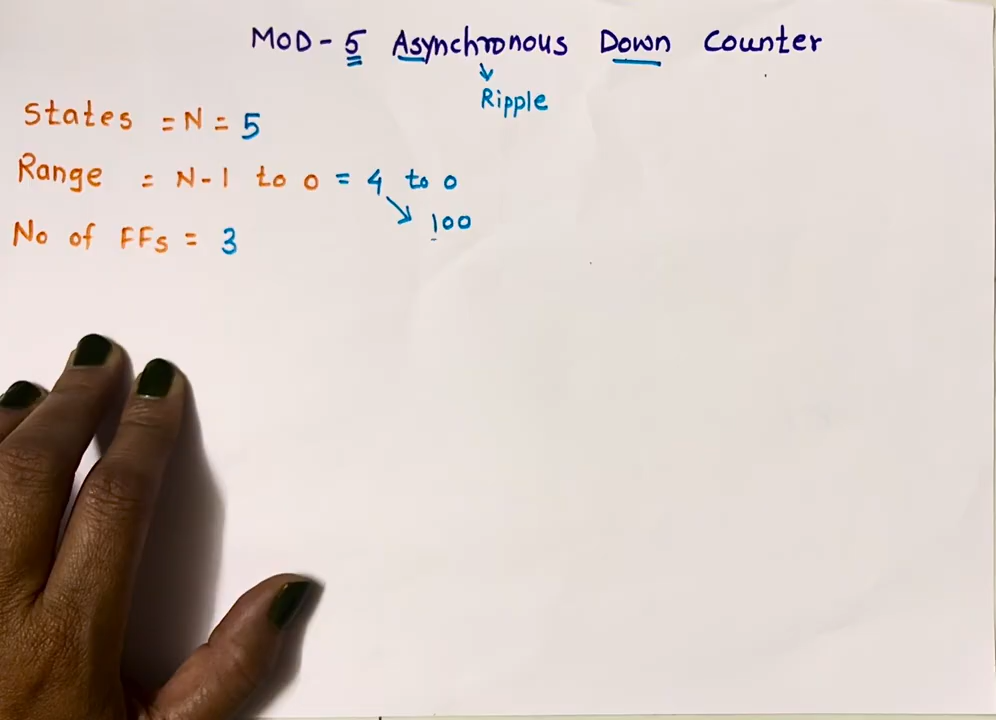 MOD - 5 Asynchronous Down Counter
Ripple
States = N = 5
Range = N-1 to 0 = 4 to 0
100
No of FFs = 3